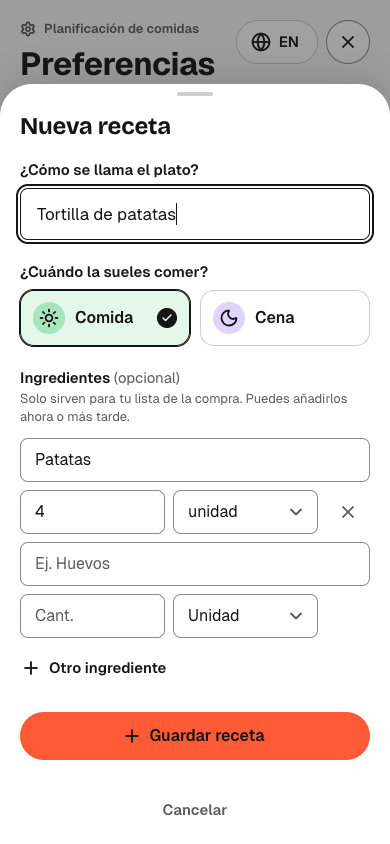 Planificación de comidas
Preferencias
EN
Nueva receta
¿Cómo se llama el plato?
Tortilla de patatas
¿Cuándo la sueles comer?
Comida
Cena
Ingredientes (opcional)
Solo sirven para tu lista de la compra. Puedes añadirlos
ahora o más tarde.
Patatas
4
unidad
Ej. Huevos
Cant.
Unidad
Otro ingrediente
Guardar receta
Cancelar